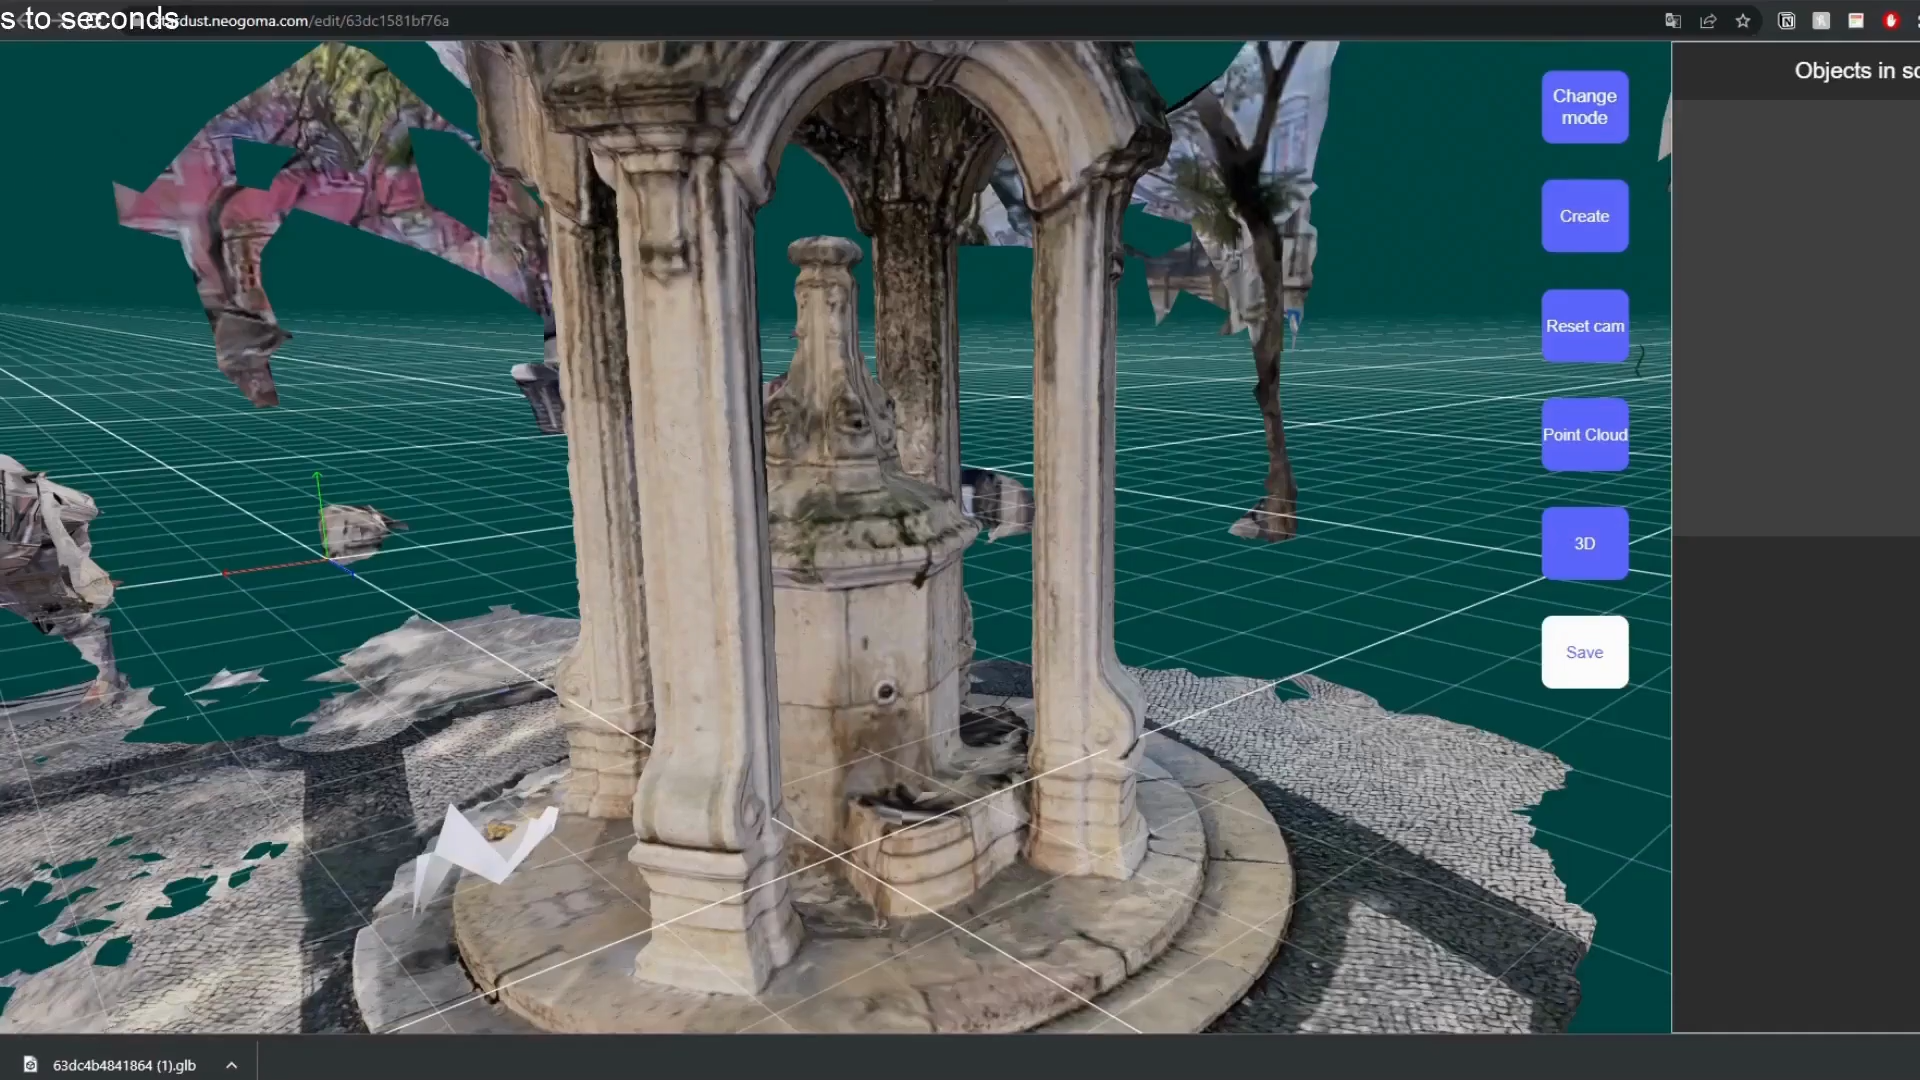 s to seconds
stardust.neogoma.com/edit/63dc1581bf76a
Objects in sc
Change
mode
Create
Reset cam
Point Cloud
3D
Save
63dc4b4841864 (1).glb